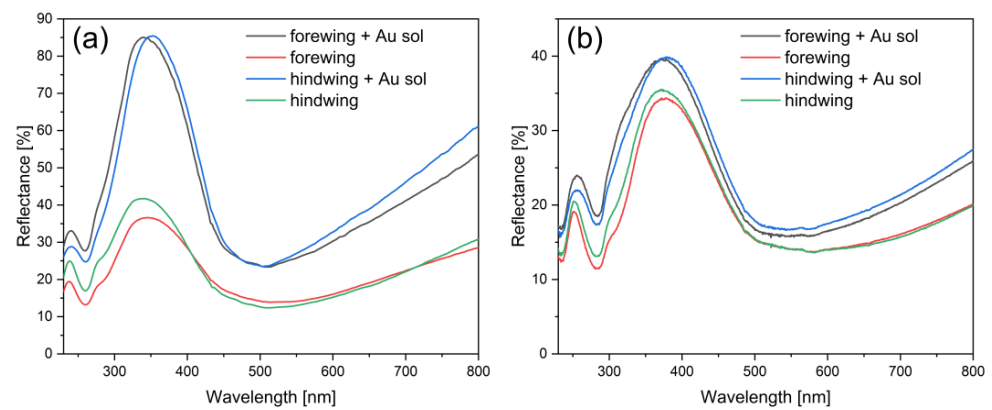 (a)
forewing + Au sol
forewing
hindwing + Au sol
hindwing
Reflectance [%]
90
80
70
60
50
40
30
20
10
0
300 400 500 600 700 800
Wavelength [nm]
(b)
forewing + Au sol
forewing
hindwing + Au sol
hindwing
Reflectance [%]
40
30
20
10
0
300 400 500 600 700 800
Wavelength [nm]